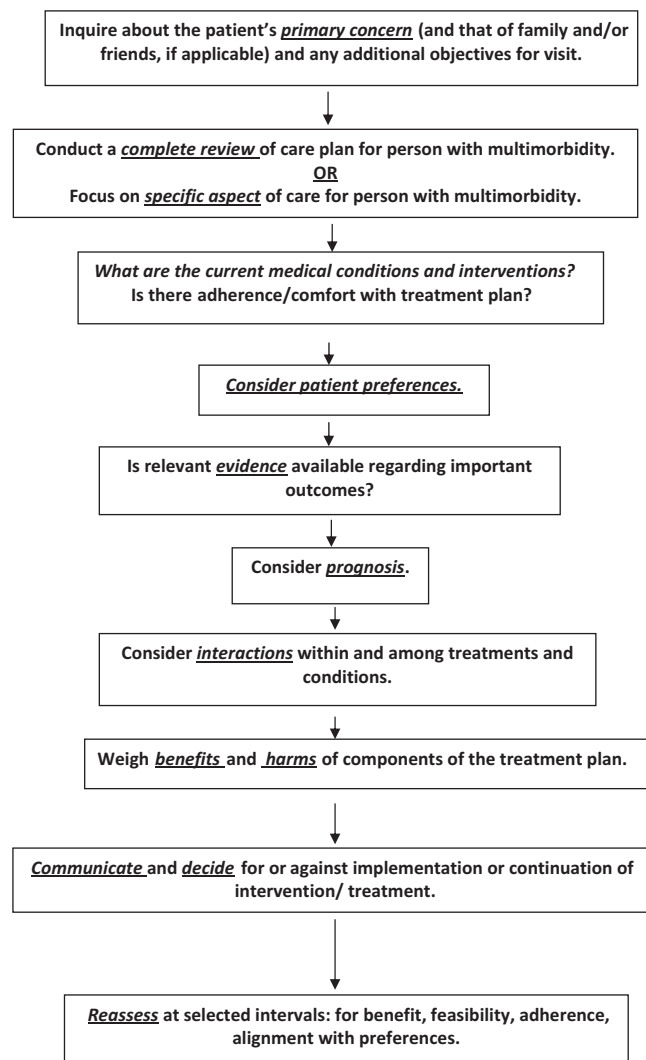 Inquire about the patient’s primary concern (and that of family and/or
friends, if applicable) and any additional objectives for visit.
Conduct a complete review of care plan for person with multimorbidity.
OR
Focus on specific aspect of care for person with multimorbidity.
What are the current medical conditions and interventions?
Is there adherence/comfort with treatment plan?
Consider patient preferences.
Is relevant evidence available regarding important
outcomes?
Consider prognosis.
Consider interactions within and among treatments and
conditions.
Weigh benefits and harms of components of the treatment plan.
Communicate and decide for or against implementation or continuation of
intervention/ treatment.
Reassess at selected intervals: for benefit, feasibility, adherence,
alignment with preferences.